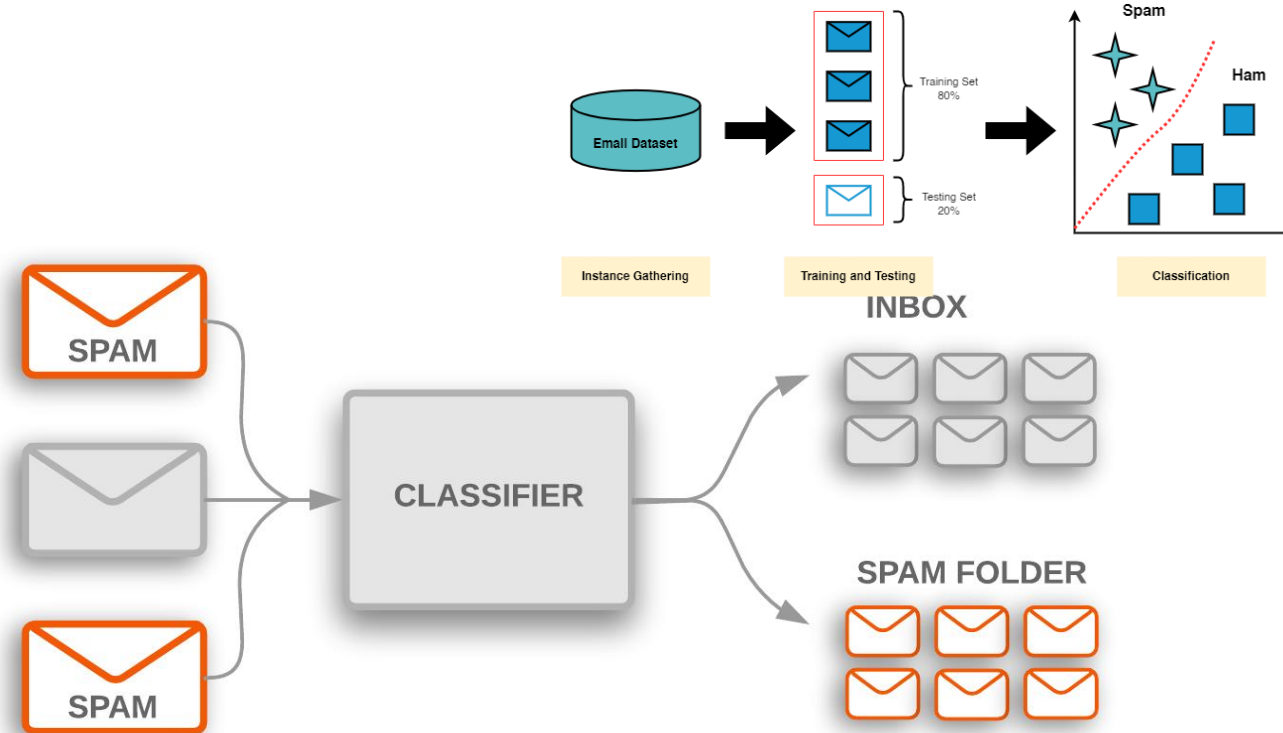 Spam
Ham
Training Set
80%
Email Dataset
Testing Set
20%
Instance Gathering
Training and Testing
Classification
INBOX
SPAM
CLASSIFIER
SPAM FOLDER
SPAM